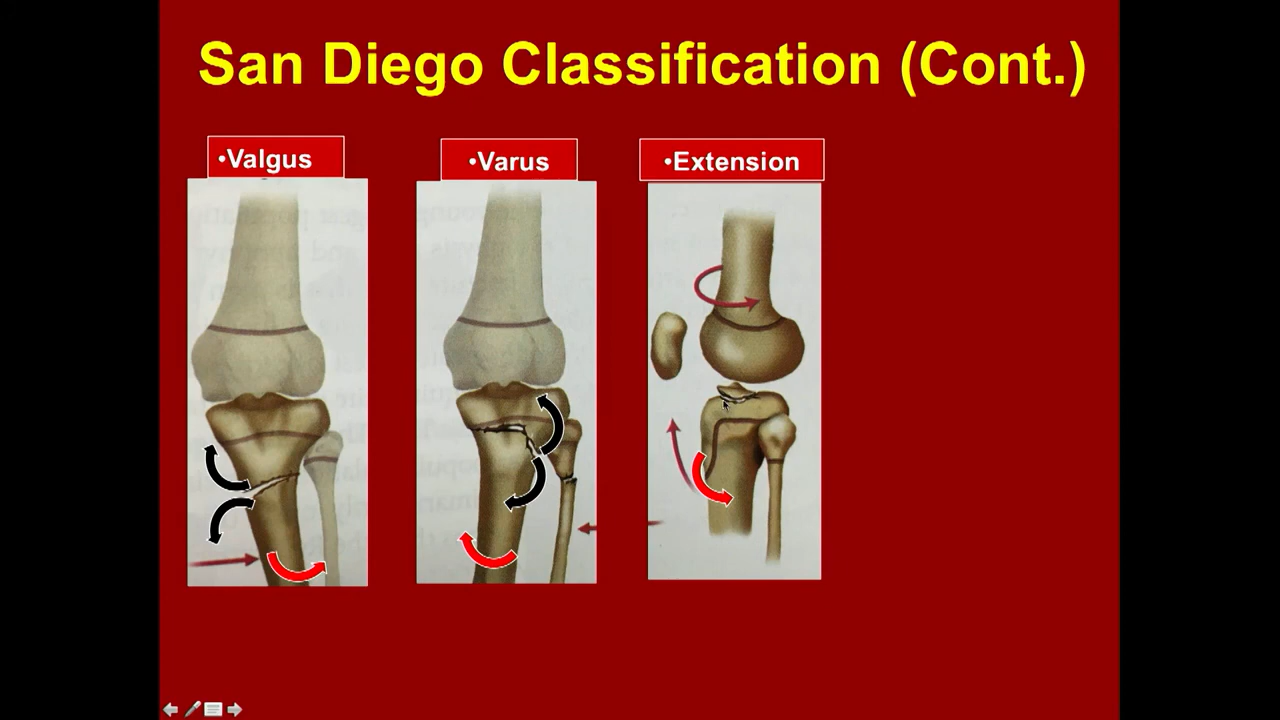 San Diego Classification (Cont.)
•Valgus
•Varus
•Extension